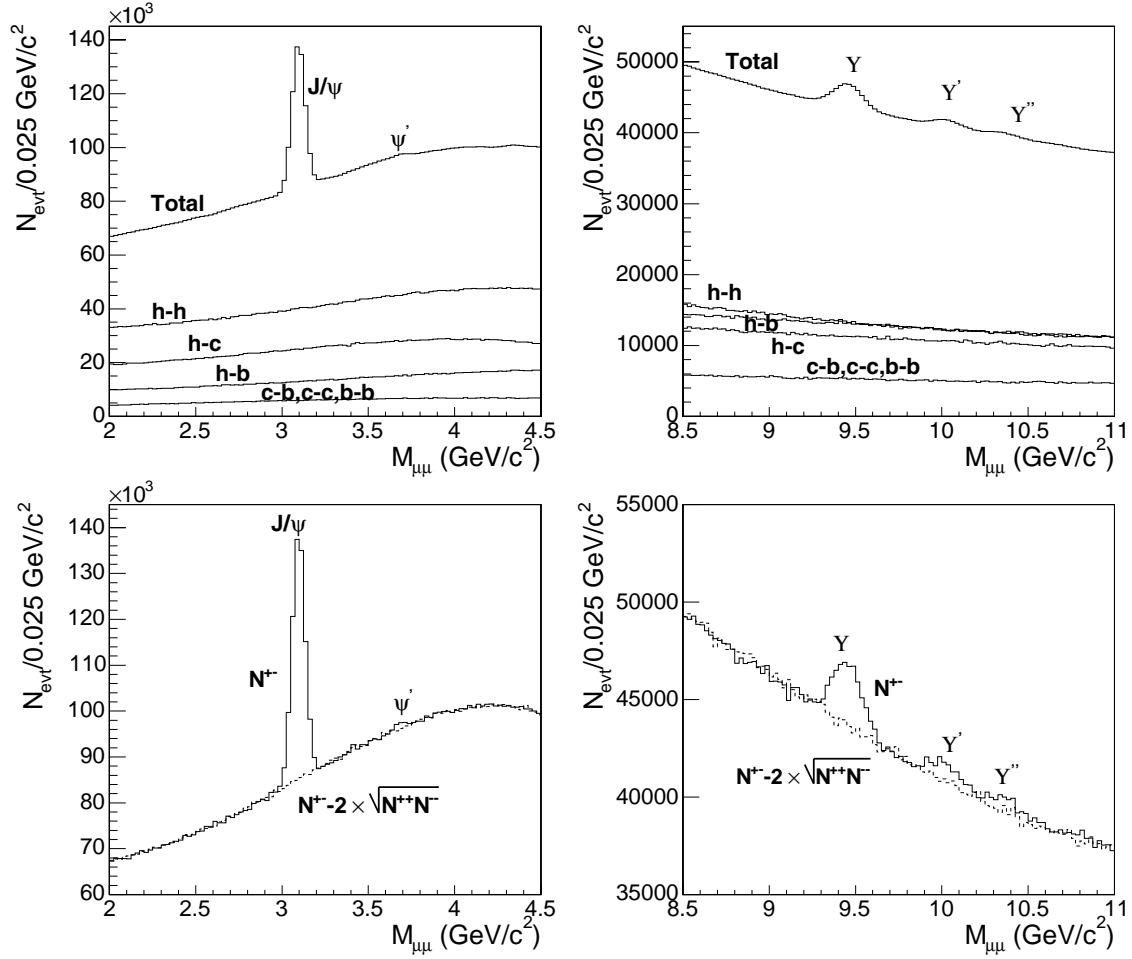 ×10³
N_evt/0.025 GeV/c²
140
120
100
80
60
40
20
0
J/ψ
ψ'
Total
h-h
h-c
h-b
c-b,c-c,b-b
2 2.5 3 3.5 4 4.5
M_μμ (GeV/c²)
N_evt/0.025 GeV/c²
50000
40000
30000
20000
10000
0
Total
Υ
Υ'
Υ''
h-h
h-b
h-c
c-b,c-c,b-b
8.5 9 9.5 10 10.5 11
M_μμ (GeV/c²)
×10³
N_evt/0.025 GeV/c²
140
130
120
110
100
90
80
70
60
J/ψ
N⁺⁻
ψ'
N⁺⁻-2 × √N⁺⁺N⁻⁻
2 2.5 3 3.5 4 4.5
M_μμ (GeV/c²)
N_evt/0.025 GeV/c²
55000
50000
45000
40000
35000
Υ
N⁺⁻
Υ'
Υ''
N⁺⁻-2 × √N⁺⁺N⁻⁻
8.5 9 9.5 10 10.5 11
M_μμ (GeV/c²)